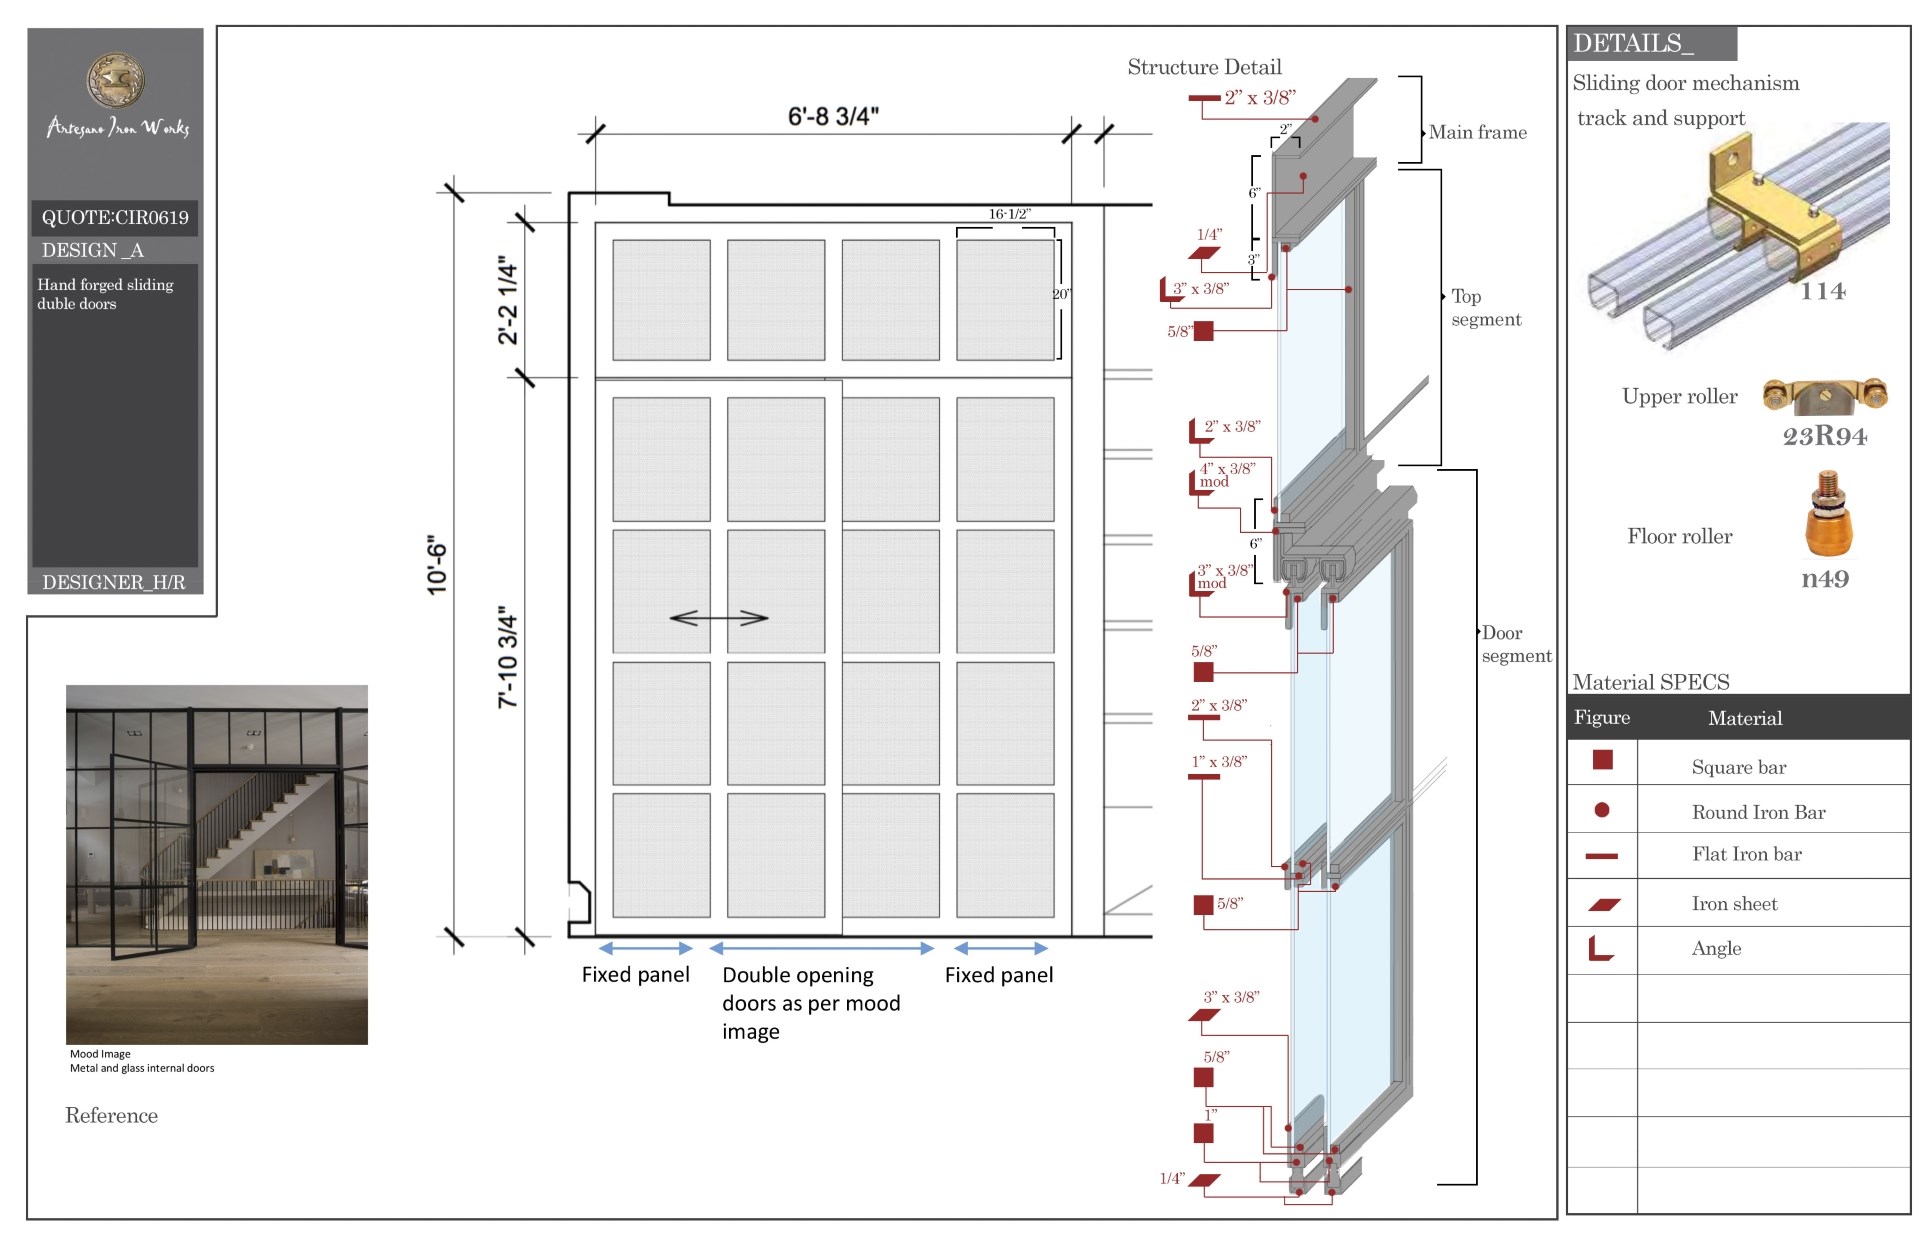 Artesano Iron Works
QUOTE:CIR0619
DESIGN _A
Hand forged sliding
duble doors
DESIGNER_H/R
Mood Image
Metal and glass internal doors
Reference
6'-8 3/4"
10'-6"
2'-2 1/4"
7'-10 3/4"
16-1/2”
20”
Fixed panel
Double opening
doors as per mood
image
Fixed panel
Structure Detail
2” x 3/8”
2”
6”
1/4”
3”
3” x 3/8”
5/8”
2” x 3/8”
4” x 3/8”
mod
6”
3” x 3/8”
mod
5/8”
2” x 3/8”
1” x 3/8”
5/8”
3” x 3/8”
5/8”
1”
1/4”
Main frame
Top
segment
Door
segment
DETAILS_
Sliding door mechanism
track and support
114
Upper roller
23R94
Floor roller
n49
Material SPECS
Figure Material
Square bar
Round Iron Bar
Flat Iron bar
Iron sheet
Angle